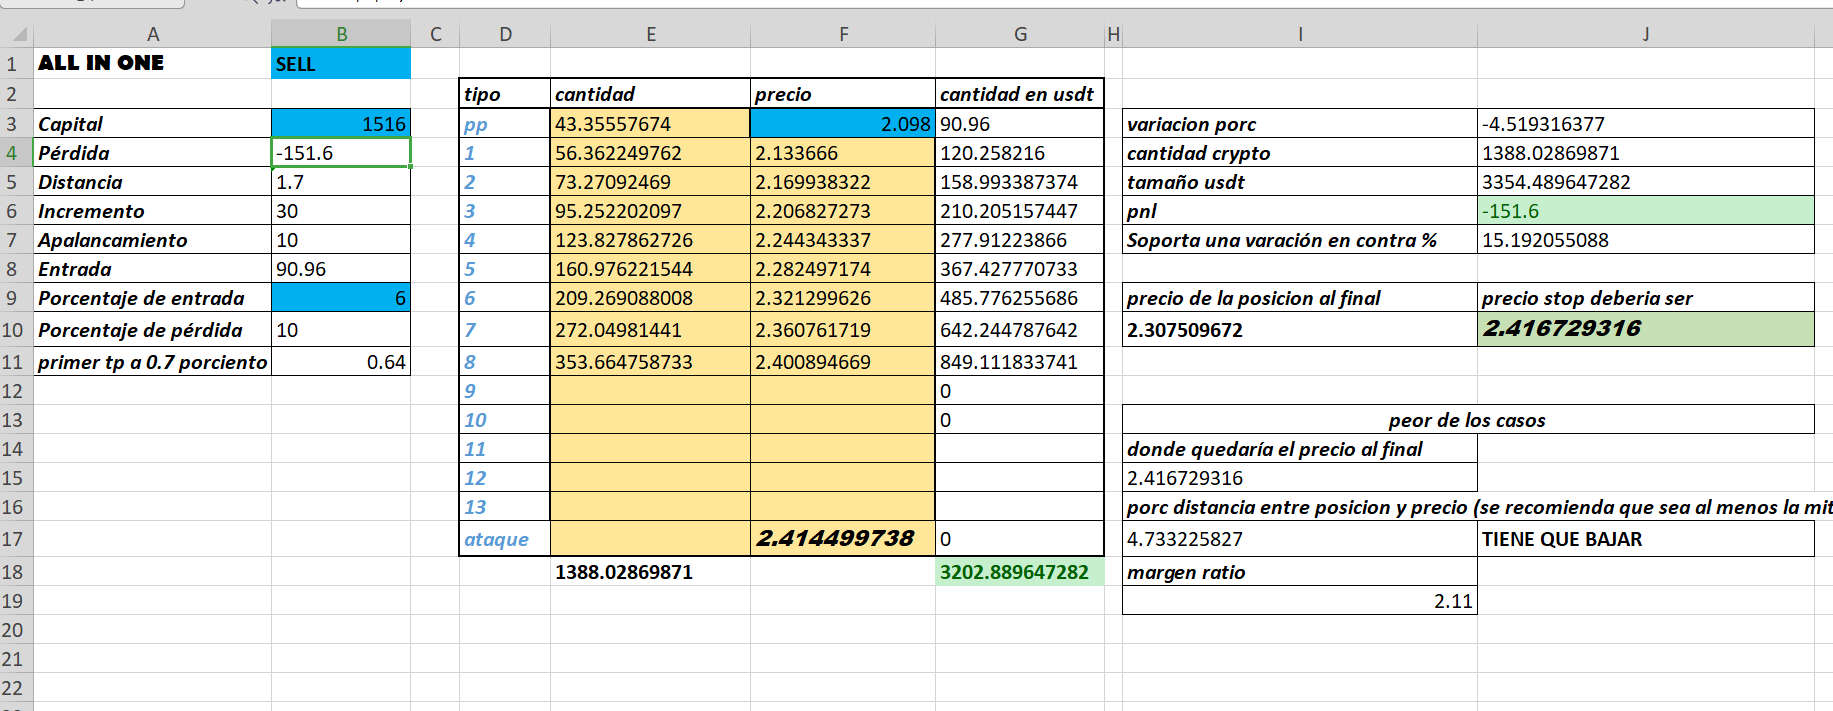 A B C D E F G H I J
1 ALL IN ONE SELL
2 tipo cantidad precio cantidad en usdt
3 Capital 1516 pp 43.35557674 2.098 90.96 variacion porc -4.519316377
4 Pérdida -151.6 1 56.362249762 2.133666 120.258216 cantidad crypto 1388.02869871
5 Distancia 1.7 2 73.27092469 2.169938322 158.993387374 tamaño usdt 3354.489647282
6 Incremento 30 3 95.252202097 2.206827273 210.205157447 pnl -151.6
7 Apalancamiento 10 4 123.827862726 2.244343337 277.91223866 Soporta una varación en contra % 15.192055088
8 Entrada 90.96 5 160.976221544 2.282497174 367.427770733
9 Porcentaje de entrada 6 6 209.269088008 2.321299626 485.776255686 precio de la posicion al final precio stop deberia ser
10 Porcentaje de pérdida 10 7 272.04981441 2.360761719 642.244787642 2.307509672 2.416729316
11 primer tp a 0.7 porciento 0.64 8 353.664758733 2.400894669 849.111833741
12 9 0
13 10 0 peor de los casos
14 11 donde quedaría el precio al final
15 12 2.416729316
16 13 porc distancia entre posicion y precio (se recomienda que sea al menos la mit
17 ataque 2.414499738 0 4.733225827 TIENE QUE BAJAR
18 1388.02869871 3202.889647282 margen ratio
19 2.11
20
21
22